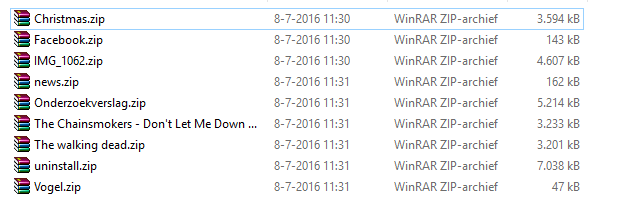 Christmas.zip 8-7-2016 11:30 WinRAR ZIP-archief 3.594 kB
Facebook.zip 8-7-2016 11:30 WinRAR ZIP-archief 143 kB
IMG_1062.zip 8-7-2016 11:30 WinRAR ZIP-archief 4.607 kB
news.zip 8-7-2016 11:31 WinRAR ZIP-archief 162 kB
Onderzoekverslag.zip 8-7-2016 11:31 WinRAR ZIP-archief 5.214 kB
The Chainsmokers - Don't Let Me Down ... 8-7-2016 11:31 WinRAR ZIP-archief 3.233 kB
The walking dead.zip 8-7-2016 11:31 WinRAR ZIP-archief 3.201 kB
uninstall.zip 8-7-2016 11:31 WinRAR ZIP-archief 7.038 kB
Vogel.zip 8-7-2016 11:31 WinRAR ZIP-archief 47 kB